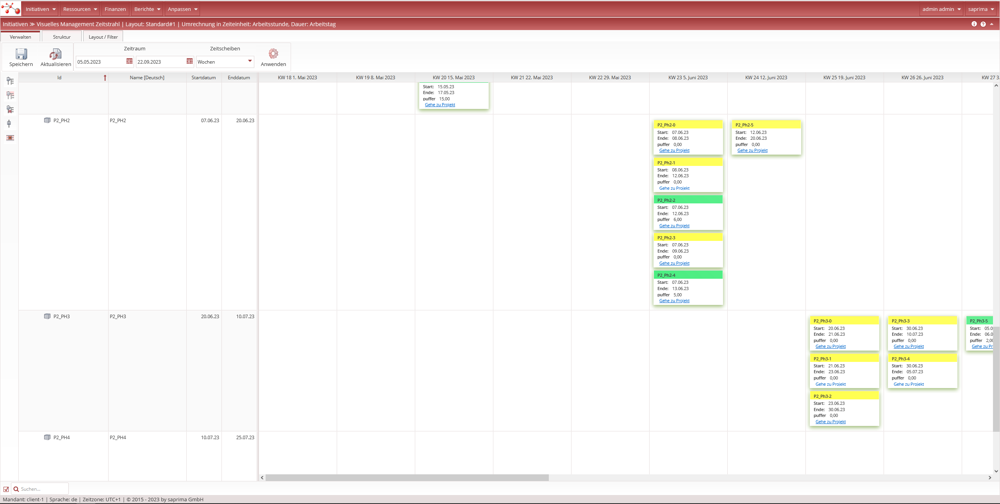 Initiativen Ressourcen Finanzen Berichte Anpassen admin admin saprima
Initiativen ≫ Visuelles Management Zeitstrahl | Layout: Standard#1 | Umrechnung in Zeiteinheit: Arbeitsstunde, Dauer: Arbeitstag
Verwalten Struktur Layout / Filter
Zeitraum Zeitscheiben
05.05.2023 22.09.2023 Wochen
Speichern Aktualisieren Anwenden
Id Name [Deutsch] Startdatum Enddatum KW 18 1. Mai 2023 KW 19 8. Mai 2023 KW 20 15. Mai 2023 KW 21 22. Mai 2023 KW 22 29. Mai 2023 KW 23 5. Juni 2023 KW 24 12. Juni 2023 KW 25 19. Juni 2023 KW 26 26. Juni 2023 KW 27 3.
Start: 15.05.23
Ende: 17.05.23
puffer 15,00
Gehe zu Projekt
P2_PH2 P2_PH2 07.06.23 20.06.23
P2_Ph2-0
Start: 07.06.23
Ende: 08.06.23
puffer 0,00
Gehe zu Projekt
P2_Ph2-1
Start: 08.06.23
Ende: 12.06.23
puffer 0,00
Gehe zu Projekt
P2_Ph2-2
Start: 07.06.23
Ende: 12.06.23
puffer 6,00
Gehe zu Projekt
P2_Ph2-3
Start: 07.06.23
Ende: 09.06.23
puffer 0,00
Gehe zu Projekt
P2_Ph2-4
Start: 07.06.23
Ende: 13.06.23
puffer 5,00
Gehe zu Projekt
P2_Ph2-5
Start: 12.06.23
Ende: 20.06.23
puffer 0,00
Gehe zu Projekt
P2_PH3 P2_PH3 20.06.23 10.07.23
P2_Ph3-0
Start: 20.06.23
Ende: 21.06.23
puffer 0,00
Gehe zu Projekt
P2_Ph3-1
Start: 21.06.23
Ende: 23.06.23
puffer 0,00
Gehe zu Projekt
P2_Ph3-2
Start: 23.06.23
Ende: 30.06.23
puffer 0,00
Gehe zu Projekt
P2_Ph3-3
Start: 30.06.23
Ende: 10.07.23
puffer 0,00
Gehe zu Projekt
P2_Ph3-4
Start: 30.06.23
Ende: 05.07.23
puffer 0,00
Gehe zu Projekt
P2_Ph3-5
Start: 05.0
Ende: 06.0
puffer 2,00
Gehe zu Pr
P2_PH4 P2_PH4 10.07.23 25.07.23
Suchen...
Mandant: client-1 | Sprache: de | Zeitzone: UTC+1 | © 2015 - 2023 by saprima GmbH